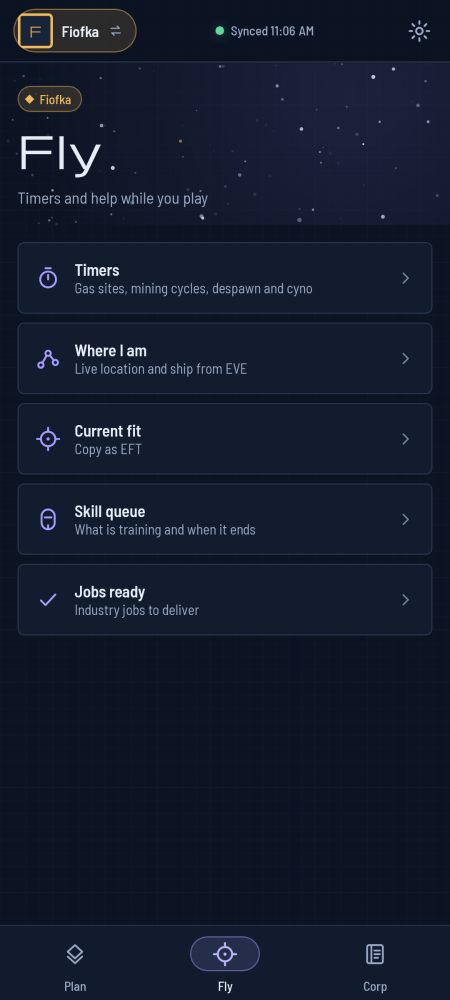 F Fiofka
Synced 11:06 AM
Fiofka
Fly.
Timers and help while you play
Timers
Gas sites, mining cycles, despawn and cyno
Where I am
Live location and ship from EVE
Current fit
Copy as EFT
Skill queue
What is training and when it ends
Jobs ready
Industry jobs to deliver
Plan
Fly
Corp